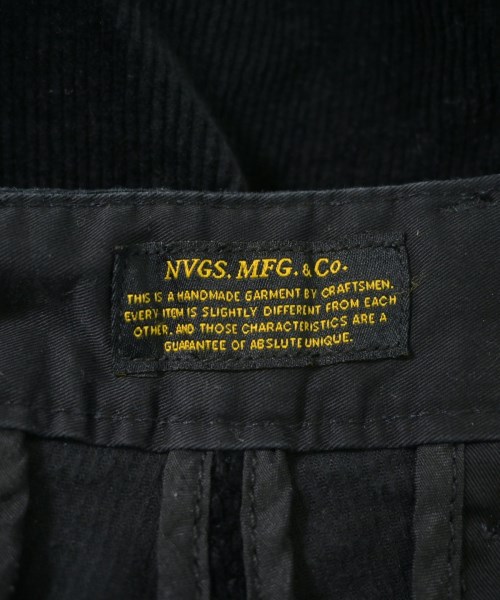 NVGS. MFG. & Co.
THIS IS A HANDMADE GARMENT BY CRAFTSMEN.
EVERY ITEM IS SLIGHTLY DIFFERENT FROM EACH
OTHER. AND THOSE CHARACTERISTICS ARE A
GUARANTEE OF ABSLUTE UNIQUE.